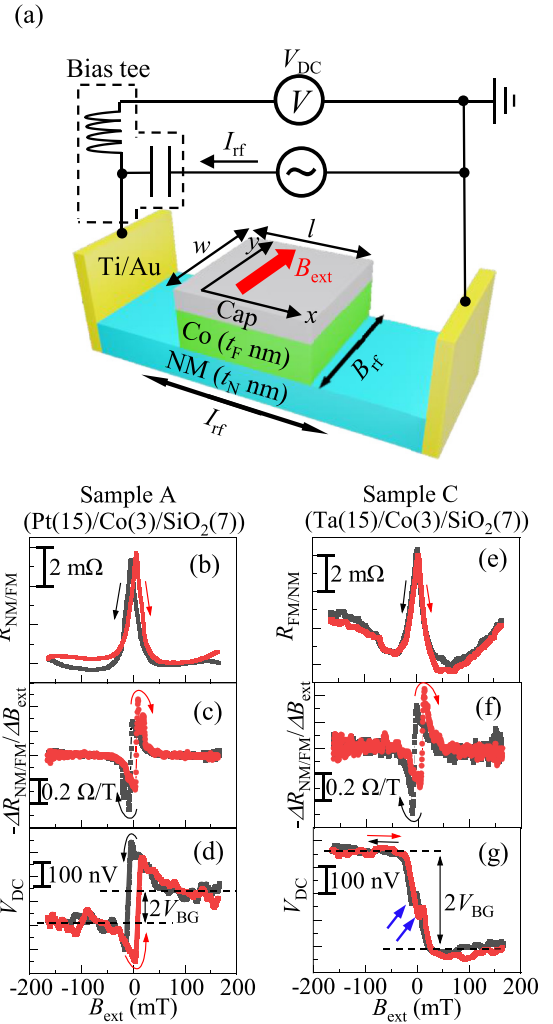 (a)
V_DC
Bias tee
V
I_rf
~
Ti/Au
w
l
y
B_ext
x
Cap
Co (t_F nm)
NM (t_N nm)
B_rf
I_rf
Sample A
(Pt(15)/Co(3)/SiO₂(7))
Sample C
(Ta(15)/Co(3)/SiO₂(7))
(b)
2 mΩ
R_NM/FM
(e)
2 mΩ
R_FM/NM
(c)
0.2 Ω/T
-ΔR_NM/FM/ΔB_ext
(f)
0.2 Ω/T
-ΔR_NM/FM/ΔB_ext
(d)
100 nV
2V_BG
V_DC
-200 -100 0 100 200
B_ext (mT)
(g)
100 nV
2V_BG
V_DC
-200 -100 0 100 200
B_ext (mT)